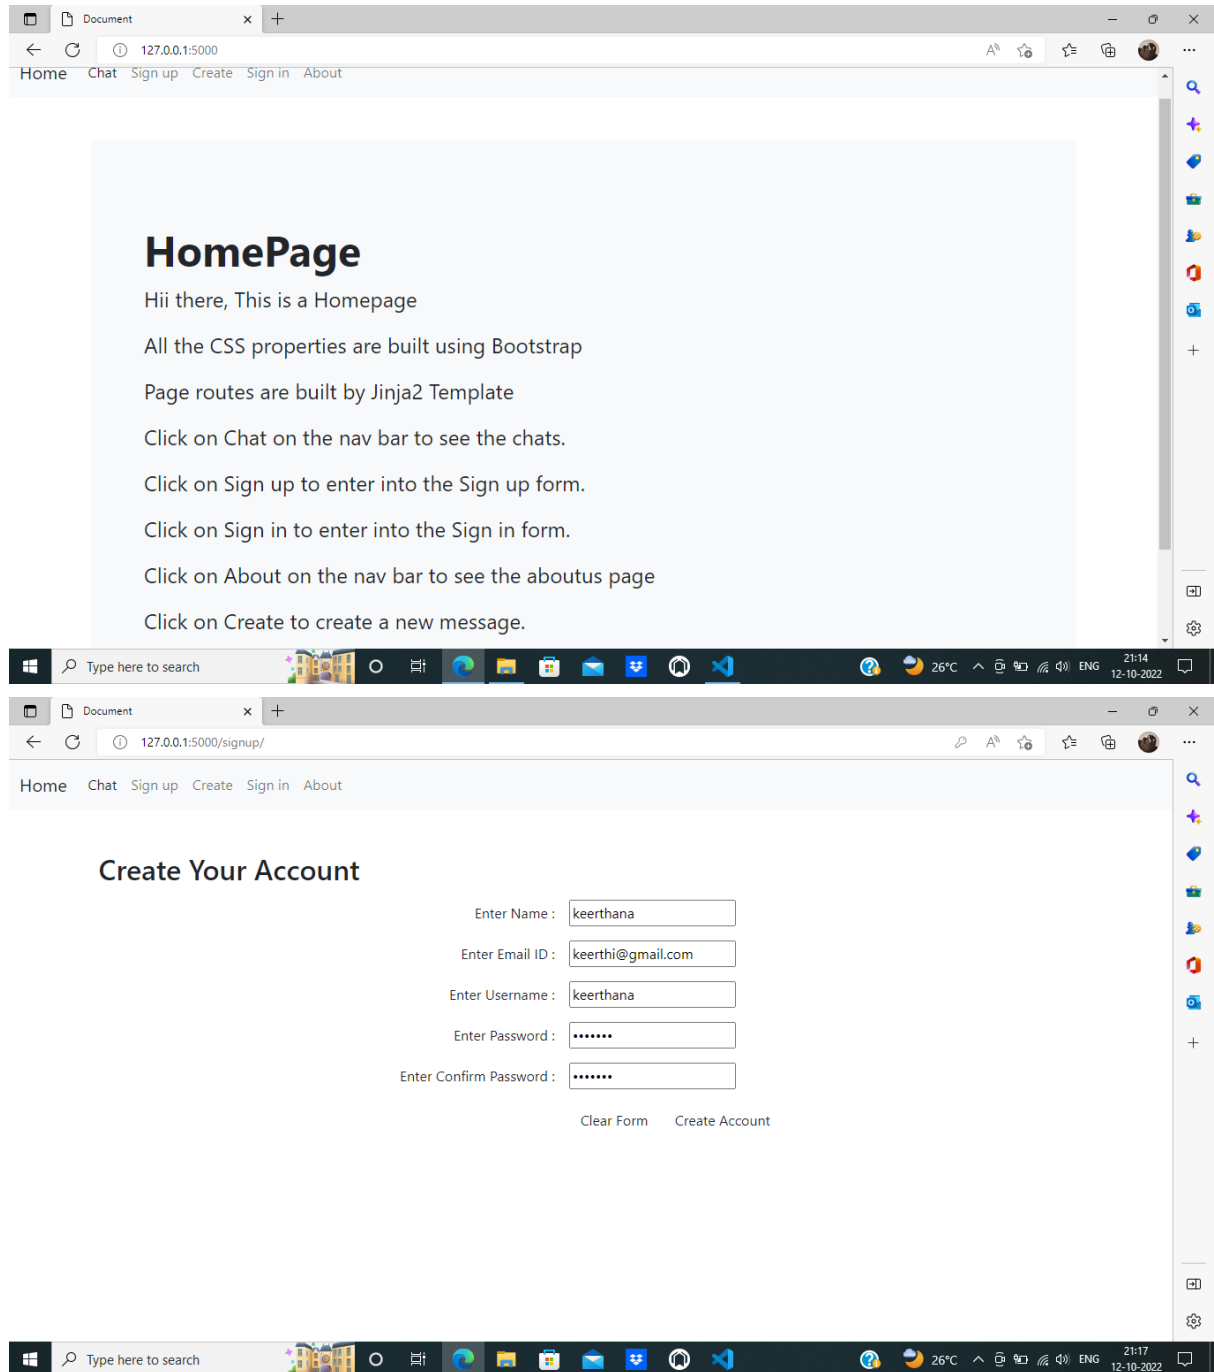 Document
127.0.0.1:5000
Home Chat Sign up Create Sign in About
HomePage
Hii there, This is a Homepage
All the CSS properties are built using Bootstrap
Page routes are built by Jinja2 Template
Click on Chat on the nav bar to see the chats.
Click on Sign up to enter into the Sign up form.
Click on Sign in to enter into the Sign in form.
Click on About on the nav bar to see the aboutus page
Click on Create to create a new message.
Type here to search
26°C
ENG
21:14
12-10-2022
Document
127.0.0.1:5000/signup/
Home Chat Sign up Create Sign in About
Create Your Account
Enter Name : keerthana
Enter Email ID : keerthi@gmail.com
Enter Username : keerthana
Enter Password : •••••••
Enter Confirm Password : •••••••
Clear Form Create Account
Type here to search
26°C
ENG
21:17
12-10-2022